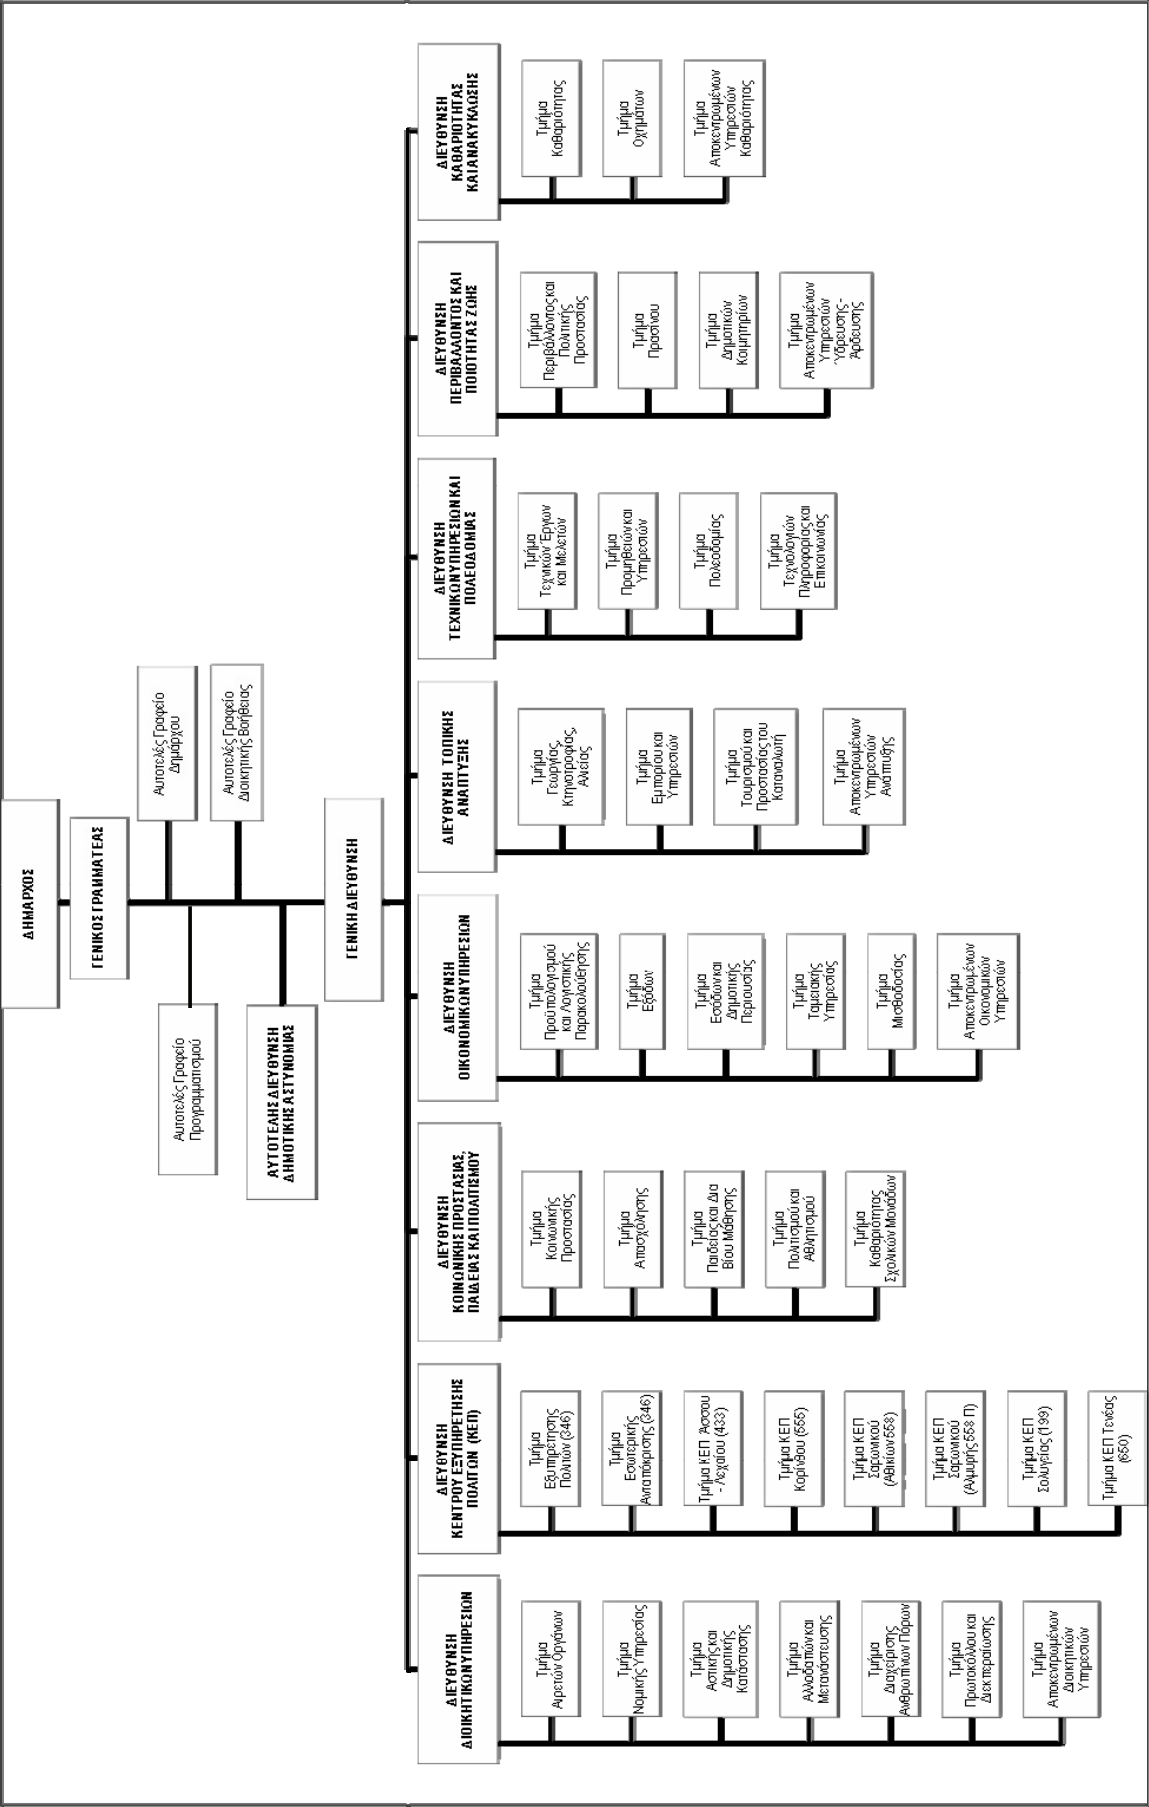 ΔΗΜΑΡΧΟΣ
ΓΕΝΙΚΟΣ ΓΡΑΜΜΑΤΕΑΣ
Αυτοτελές Γραφείο
Προγραμματισμού
Αυτοτελές Γραφείο
Δημάρχου
ΑΥΤΟΤΕΛΗΣ ΔΙΕΥΘΥΝΣΗ
ΔΗΜΟΤΙΚΗΣ ΑΣΤΥΝΟΜΙΑΣ
Αυτοτελές Γραφείο
Διοικητικής Βοήθειας
ΓΕΝΙΚΗ ΔΙΕΥΘΥΝΣΗ
ΔΙΕΥΘΥΝΣΗ
ΔΙΟΙΚΗΤΙΚΩΝ ΥΠΗΡΕΣΙΩΝ
Τμήμα
Αιρετών Οργάνων
Τμήμα
Νομικής Υπηρεσίας
Τμήμα
Αστικής και
Δημοτικής
Κατάστασης
Τμήμα
Αλλοδαπών και
Μετανάστευσης
Τμήμα
Διαχείρισης
Ανθρωπίνων Πόρων
Τμήμα
Πρωτοκόλλου και
Διεκπεραίωσης
Τμήμα
Αποκεντρωμένων
Διοικητικών
Υπηρεσιών
ΔΙΕΥΘΥΝΣΗ
ΚΕΝΤΡΟΥ ΕΞΥΠΗΡΕΤΗΣΗΣ
ΠΟΛΙΤΩΝ (ΚΕΠ)
Τμήμα
Εξυπηρέτησης
Πολιτών (346)
Τμήμα
Εσωτερικής
Ανταπόκρισης (346)
Τμήμα ΚΕΠ Άσσου
- Λεχαίου (433)
Τμήμα ΚΕΠ
Κορίνθου (555)
Τμήμα ΚΕΠ
Σαρωνικού
(Αθικίων 558)
Τμήμα ΚΕΠ
Σαρωνικού
(Αλμυρής 558 Π)
Τμήμα ΚΕΠ
Σολυγείας (199)
Τμήμα ΚΕΠ Τενέας
(650)
ΔΙΕΥΘΥΝΣΗ
ΚΟΙΝΩΝΙΚΗΣ ΠΡΟΣΤΑΣΙΑΣ,
ΠΑΙΔΕΙΑΣ ΚΑΙ ΠΟΛΙΤΙΣΜΟΥ
Τμήμα
Κοινωνικής
Προστασίας
Τμήμα
Απασχόλησης
Τμήμα
Παιδείας και Δια
Βίου Μάθησης
Τμήμα
Πολιτισμού και
Αθλητισμού
Τμήμα
Καθαριότητας
Σχολικών Μονάδων
ΔΙΕΥΘΥΝΣΗ
ΟΙΚΟΝΟΜΙΚΩΝ ΥΠΗΡΕΣΙΩΝ
Τμήμα
Προϋπολογισμού
και Λογιστικής
Παρακολούθησης
Τμήμα
Εξόδων
Τμήμα
Εσόδων και
Δημοτικής
Περιουσίας
Τμήμα
Ταμειακής
Υπηρεσίας
Τμήμα
Μισθοδοσίας
Τμήμα
Αποκεντρωμένων
Οικονομικών
Υπηρεσιών
ΔΙΕΥΘΥΝΣΗ ΤΟΠΙΚΗΣ
ΑΝΑΠΤΥΞΗΣ
Τμήμα
Γεωργίας,
Κτηνοτροφίας,
Αλιείας
Τμήμα
Εμπορίου και
Υπηρεσιών
Τμήμα
Τουρισμού και
Προστασίας του
Καταναλωτή
Τμήμα
Αποκεντρωμένων
Υπηρεσιών
Ανάπτυξης
ΔΙΕΥΘΥΝΣΗ
ΤΕΧΝΙΚΩΝ ΥΠΗΡΕΣΙΩΝ ΚΑΙ
ΠΟΛΕΟΔΟΜΙΑΣ
Τμήμα
Τεχνικών Έργων
και Μελετών
Τμήμα
Προμηθειών και
Υπηρεσιών
Τμήμα
Πολεοδομίας
Τμήμα
Τεχνολογιών
Πληροφορίας και
Επικοινωνίας
ΔΙΕΥΘΥΝΣΗ
ΠΕΡΙΒΑΛΛΟΝΤΟΣ ΚΑΙ
ΠΟΙΟΤΗΤΑΣ ΖΩΗΣ
Τμήμα
Περιβάλλοντος και
Πολιτικής
Προστασίας
Τμήμα
Πρασίνου
Τμήμα
Δημοτικών
Κοιμητηρίων
Τμήμα
Αποκεντρωμένων
Υπηρεσιών
Ύδρευσης-
Άρδευσης
ΔΙΕΥΘΥΝΣΗ
ΚΑΘΑΡΙΟΤΗΤΑΣ
ΚΑΙ ΑΝΑΚΥΚΛΩΣΗΣ
Τμήμα
Καθαριότητας
Τμήμα
Οχημάτων
Τμήμα
Αποκεντρωμένων
Υπηρεσιών
Καθαριότητας